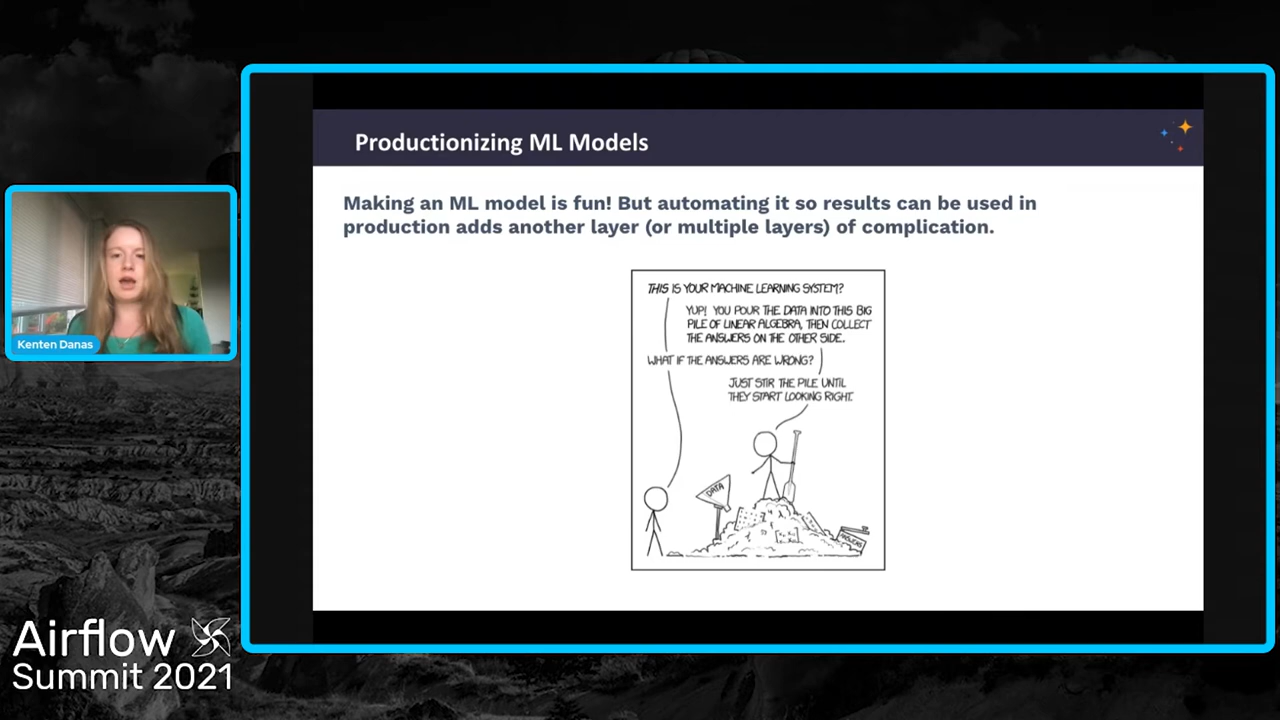 Productionizing ML Models
Making an ML model is fun! But automating it so results can be used in
production adds another layer (or multiple layers) of complication.
THIS IS YOUR MACHINE LEARNING SYSTEM?
YUP! YOU POUR THE DATA INTO THIS BIG
PILE OF LINEAR ALGEBRA, THEN COLLECT
THE ANSWERS ON THE OTHER SIDE.
WHAT IF THE ANSWERS ARE WRONG?
JUST STIR THE PILE UNTIL
THEY START LOOKING RIGHT.
DATA
ANSWERS
Kenten Danas
Airflow
Summit 2021